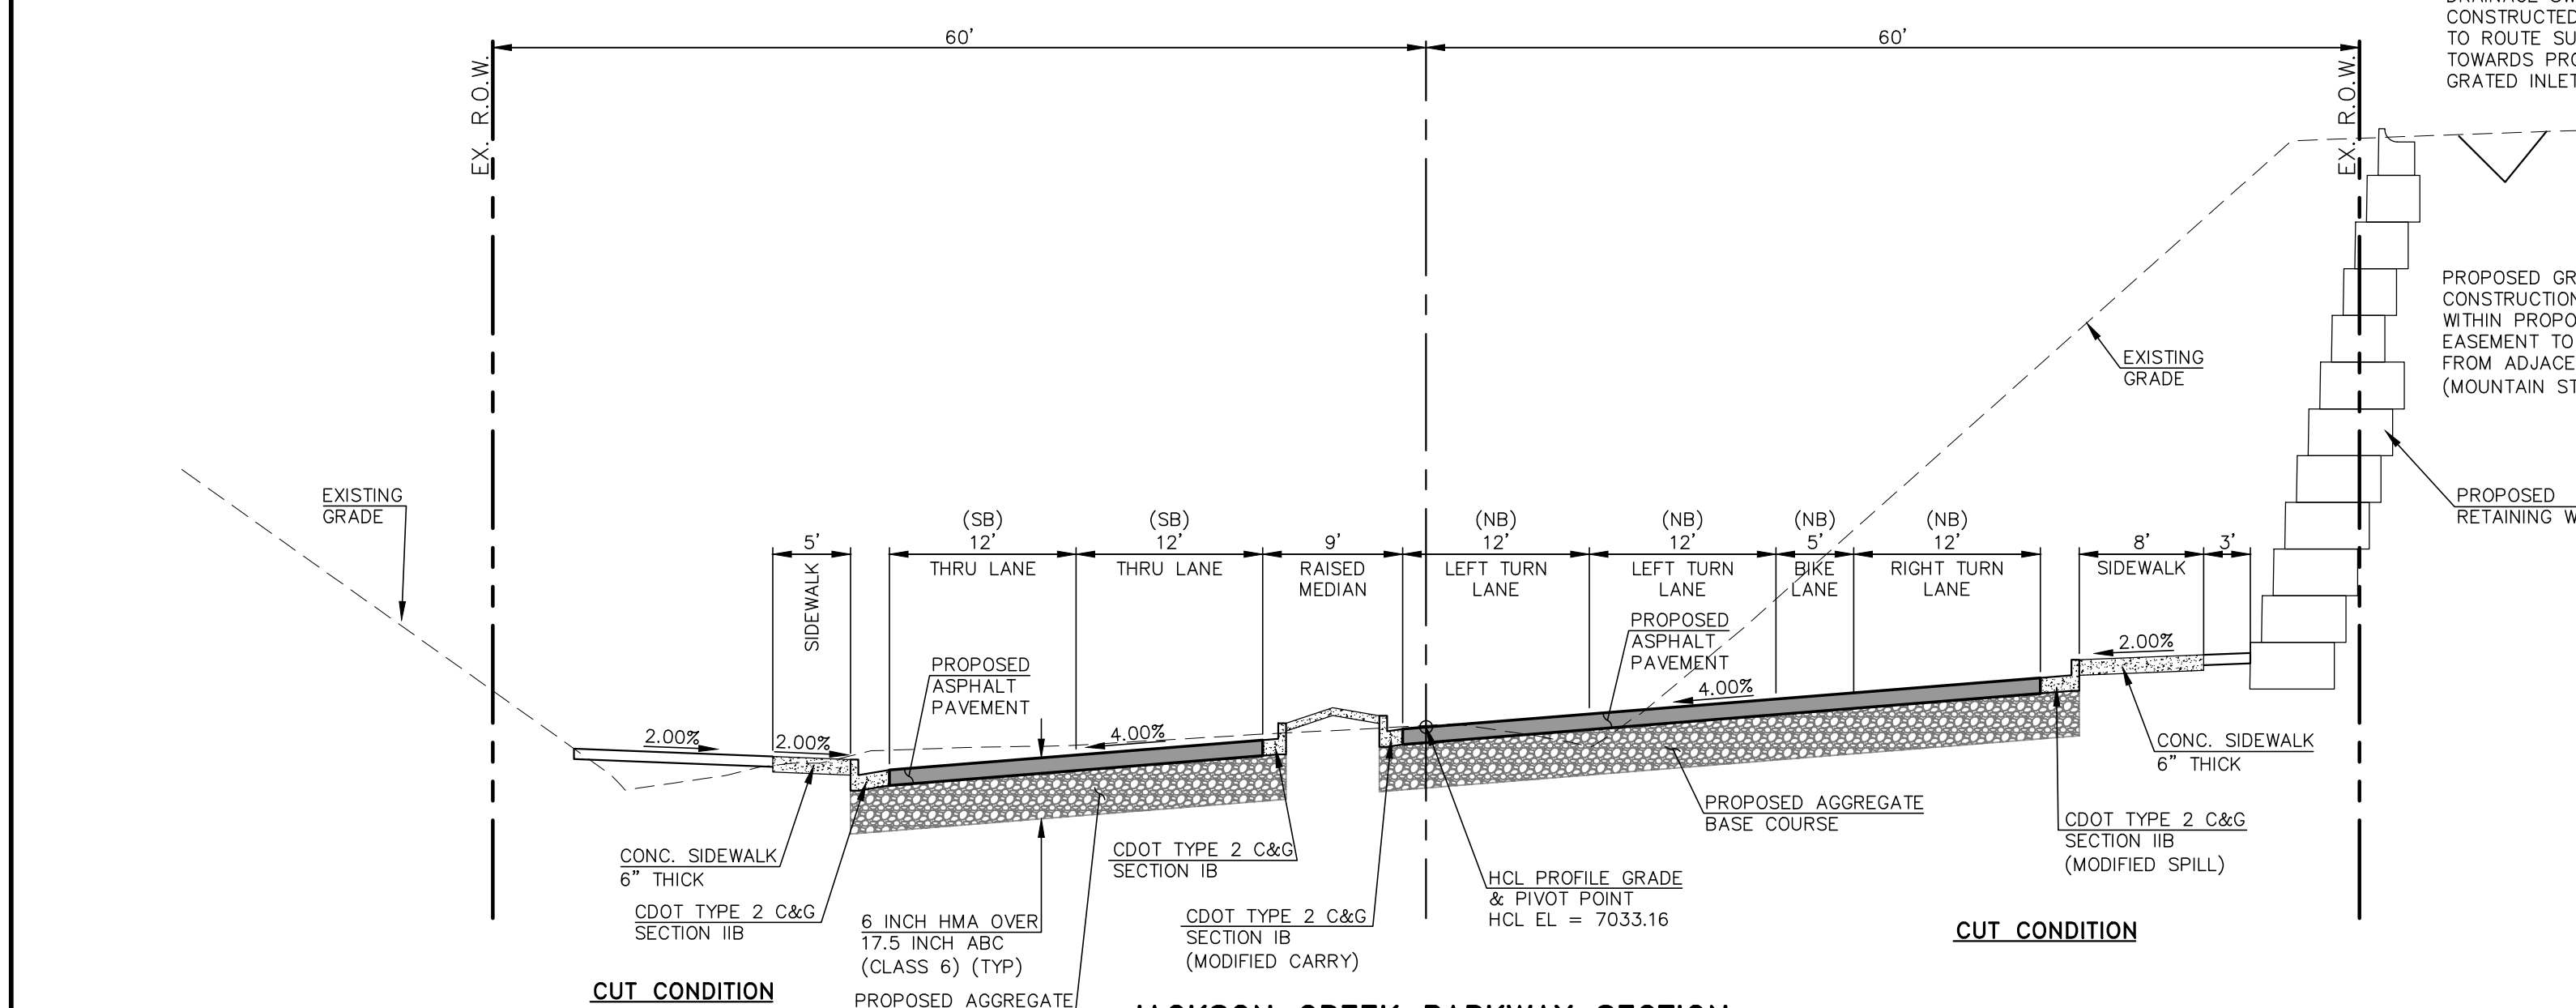 60'
60'
EX. R.O.W.
EX. R.O.W.
CONSTRUCTED
TO ROUTE
TOWARDS
GRATED INLET
PROPOSED
CONSTRUCTION
WITHIN
EASEMENT TO
FROM
(MOUNTAIN
EXISTING
GRADE
EXISTING
GRADE
PROPOSED
RETAINING
(SB)
(SB)
(NB)
(NB)
(NB)
(NB)
5'
12'
12'
9'
12'
12'
5'
12'
8'
3'
SIDEWALK
THRU LANE
THRU LANE
RAISED
MEDIAN
LEFT TURN
LANE
LEFT TURN
LANE
BIKE
LANE
RIGHT TURN
LANE
SIDEWALK
PROPOSED
ASPHALT
PAVEMENT
PROPOSED
ASPHALT
PAVEMENT
2.00%
2.00%
4.00%
4.00%
2.00%
CONC. SIDEWALK
6" THICK
CDOT TYPE 2 C&G
SECTION IIB
6 INCH HMA OVER
17.5 INCH ABC
(CLASS 6) (TYP)
PROPOSED AGGREGATE
CDOT TYPE 2 C&G
SECTION IB
CDOT TYPE 2 C&G
SECTION IB
(MODIFIED CARRY)
HCL PROFILE GRADE
& PIVOT POINT
HCL EL = 7033.16
PROPOSED AGGREGATE
BASE COURSE
CONC. SIDEWALK
6" THICK
CDOT TYPE 2 C&G
SECTION IIB
(MODIFIED SPILL)
CUT CONDITION
CUT CONDITION
JACKSON CREEK PARKWAY SECTION